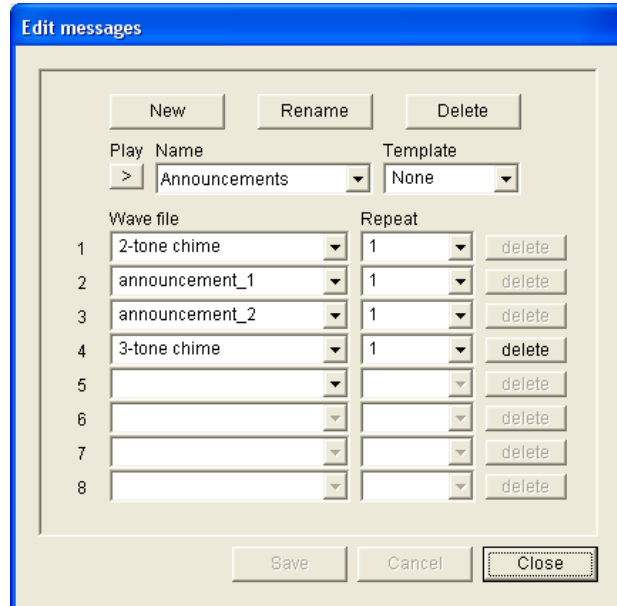 Edit messages
New Rename Delete
Play Name Template
> Announcements None
Wave file Repeat
1 2-tone chime 1 delete
2 announcement_1 1 delete
3 announcement_2 1 delete
4 3-tone chime 1 delete
5 delete
6 delete
7 delete
8 delete
Save Cancel Close